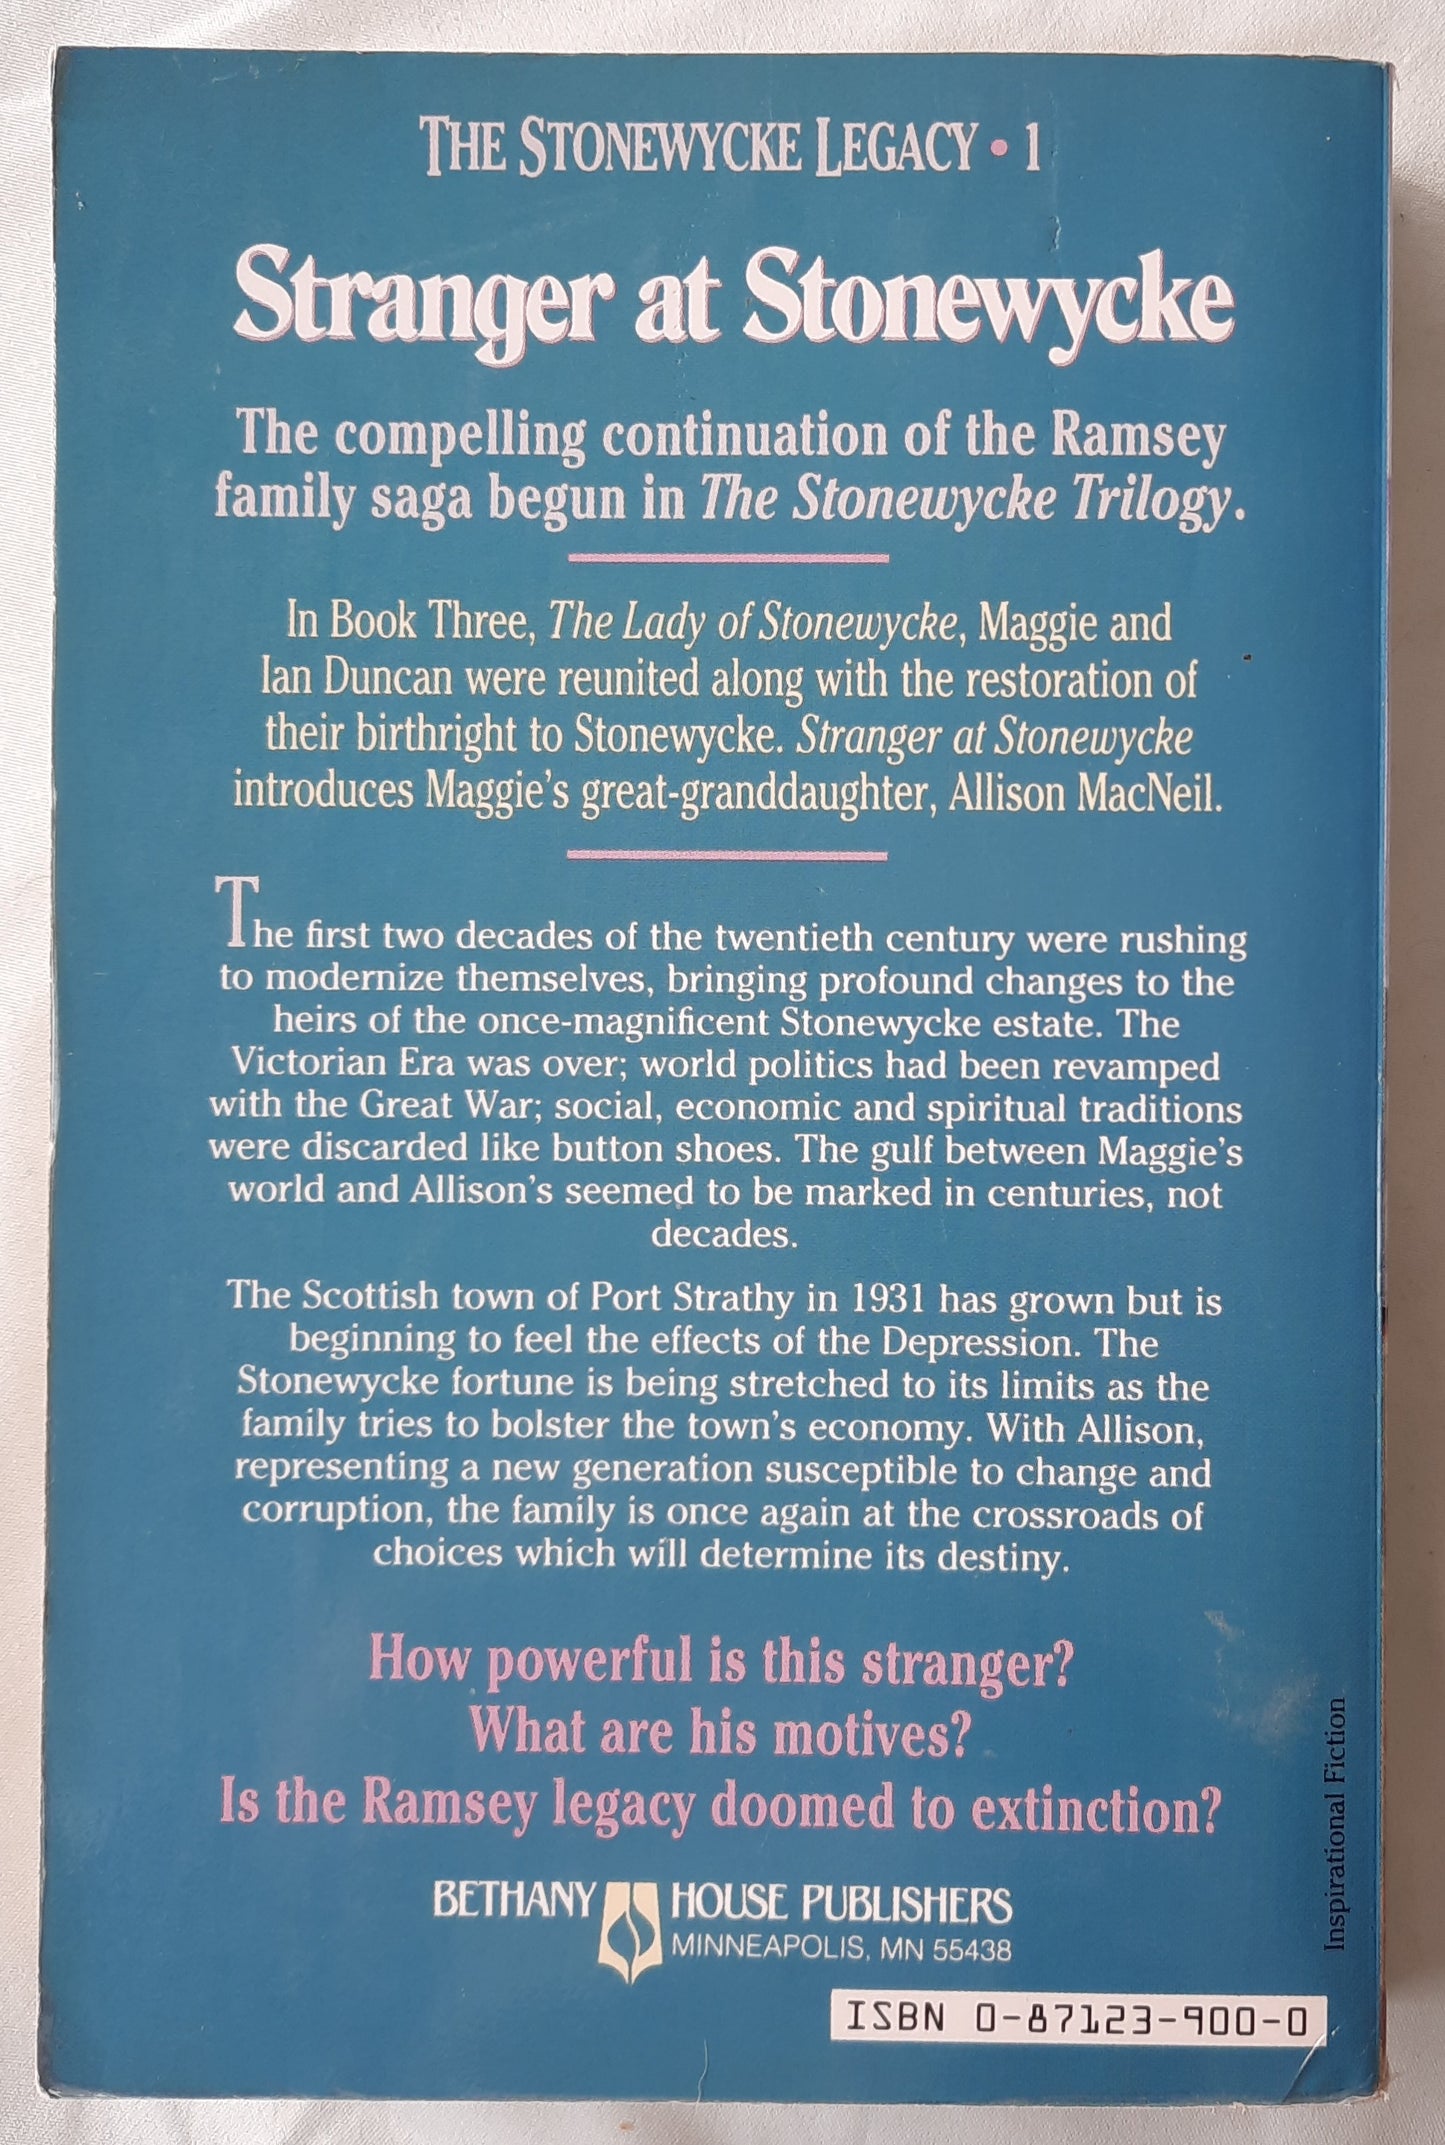 THE STONEWYCKE LEGACY • 1
Stranger at Stonewycke
The compelling continuation of the Ramsey
family saga begun in The Stonewycke Trilogy.
In Book Three, The Lady of Stonewycke, Maggie and
Ian Duncan were reunited along with the restoration of
their birthright to Stonewycke. Stranger at Stonewycke
introduces Maggie's great-granddaughter, Allison MacNeil.
The first two decades of the twentieth century were rushing
to modernize themselves, bringing profound changes to the
heirs of the once-magnificent Stonewycke estate. The
Victorian Era was over; world politics had been revamped
with the Great War; social, economic and spiritual traditions
were discarded like button shoes. The gulf between Maggie's
world and Allison's seemed to be marked in centuries, not
decades.
The Scottish town of Port Strathy in 1931 has grown but is
beginning to feel the effects of the Depression. The
Stonewycke fortune is being stretched to its limits as the
family tries to bolster the town's economy. With Allison,
representing a new generation susceptible to change and
corruption, the family is once again at the crossroads of
choices which will determine its destiny.
How powerful is this stranger?
What are his motives?
Is the Ramsey legacy doomed to extinction?
BETHANY HOUSE PUBLISHERS
MINNEAPOLIS, MN 55438
Inspirational Fiction
ISBN 0-87123-900-0